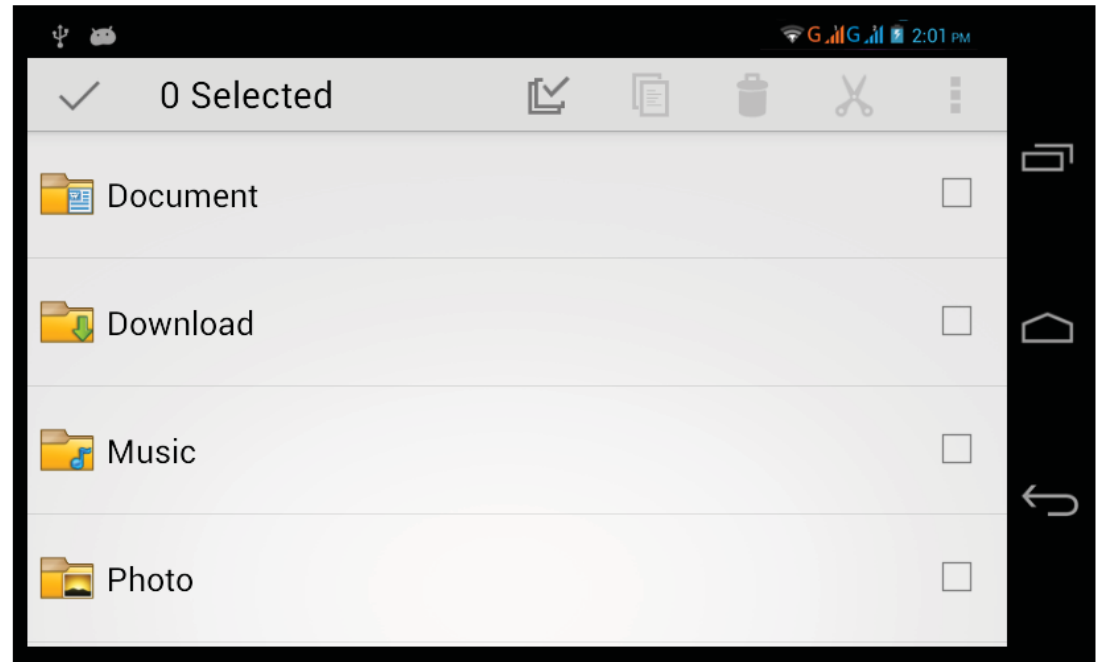 G G 2:01 PM
0 Selected
Document
Download
Music
Photo